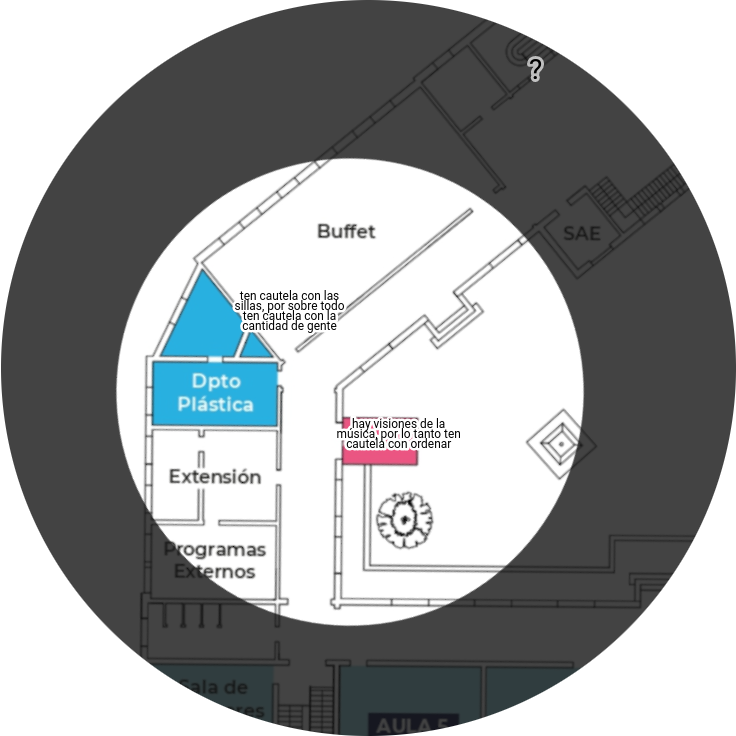 ?
SAE
Buffet
ten cautela con las
sillas, por sobre todo
ten cautela con la
cantidad de gente
Dpto
Plástica
hay visiones de la
música, por lo tanto ten
cautela con ordenar
Extensión
Programas
Externos
Sala de
AULA 5